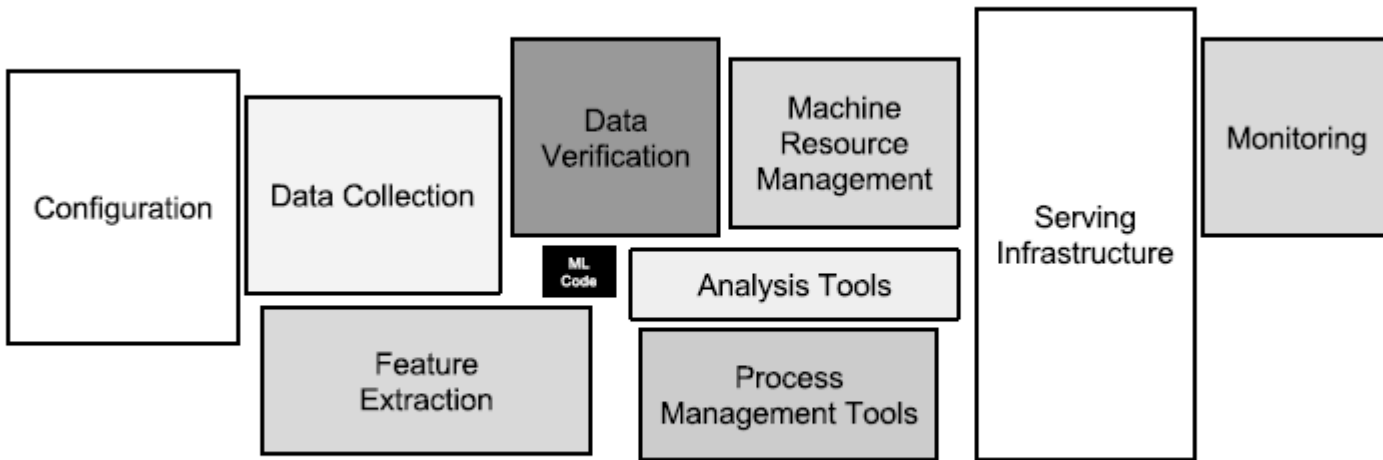 Configuration
Data Collection
Data
Verification
Machine
Resource
Management
Serving
Infrastructure
Monitoring
ML
Code
Analysis Tools
Feature
Extraction
Process
Management Tools